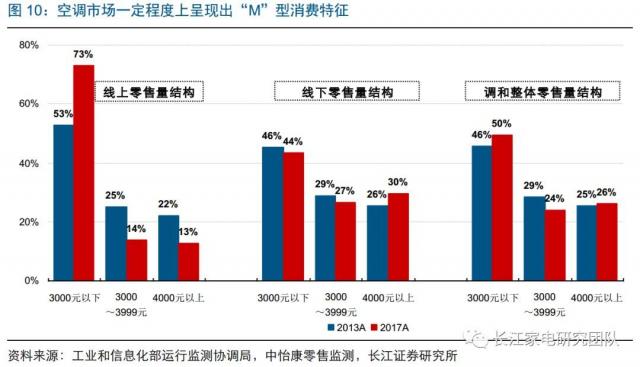 图 10：空调市场一定程度上呈现出“M”型消费特征
80%
60%
40%
20%
0%
线上零售量结构
线下零售量结构
调和整体零售量结构
53%
73%
25%
14%
22%
13%
46%
44%
29%
27%
26%
30%
46%
50%
29%
24%
25%
26%
3000元以下
3000
～3999元
4000元以上
3000元以下
3000
～3999元
4000元以上
3000元以下
3000
～3999元
4000元以上
2013A 2017A
长江家电研究团队
资料来源：工业和信息化部运行监测协调局，中怡康零售监测，长江证券研究所